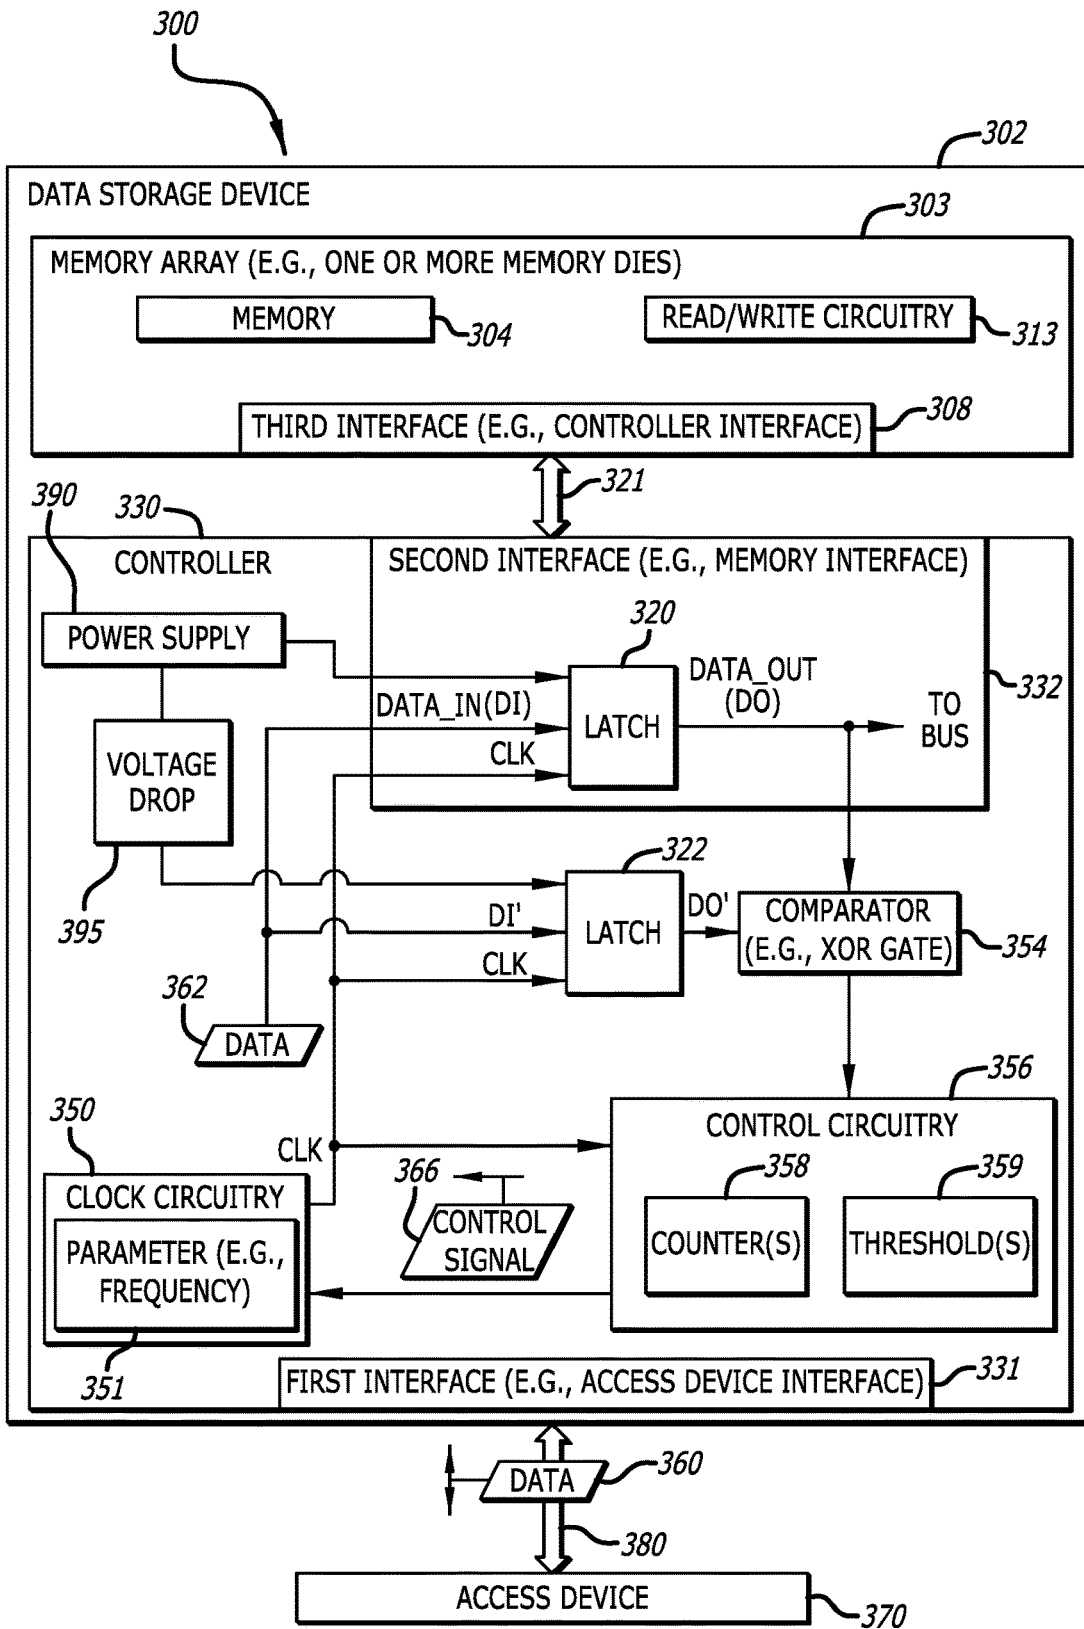 300
302
DATA STORAGE DEVICE
303
MEMORY ARRAY (E.G., ONE OR MORE MEMORY DIES)
MEMORY
304
READ/WRITE CIRCUITRY
313
308
THIRD INTERFACE (E.G., CONTROLLER INTERFACE)
321
390
330
CONTROLLER
SECOND INTERFACE (E.G., MEMORY INTERFACE)
POWER SUPPLY
320
332
DATA_IN(DI)
LATCH
DATA_OUT
(DO)
TO
BUS
CLK
VOLTAGE
DROP
395
322
DI'
LATCH
DO'
CLK
COMPARATOR
(E.G., XOR GATE)
354
362
DATA
356
CONTROL CIRCUITRY
350
CLK
358
359
CLOCK CIRCUITRY
366
CONTROL
SIGNAL
COUNTER(S)
THRESHOLD(S)
PARAMETER (E.G.,
FREQUENCY)
351
FIRST INTERFACE (E.G., ACCESS DEVICE INTERFACE)
331
DATA
360
380
ACCESS DEVICE
370